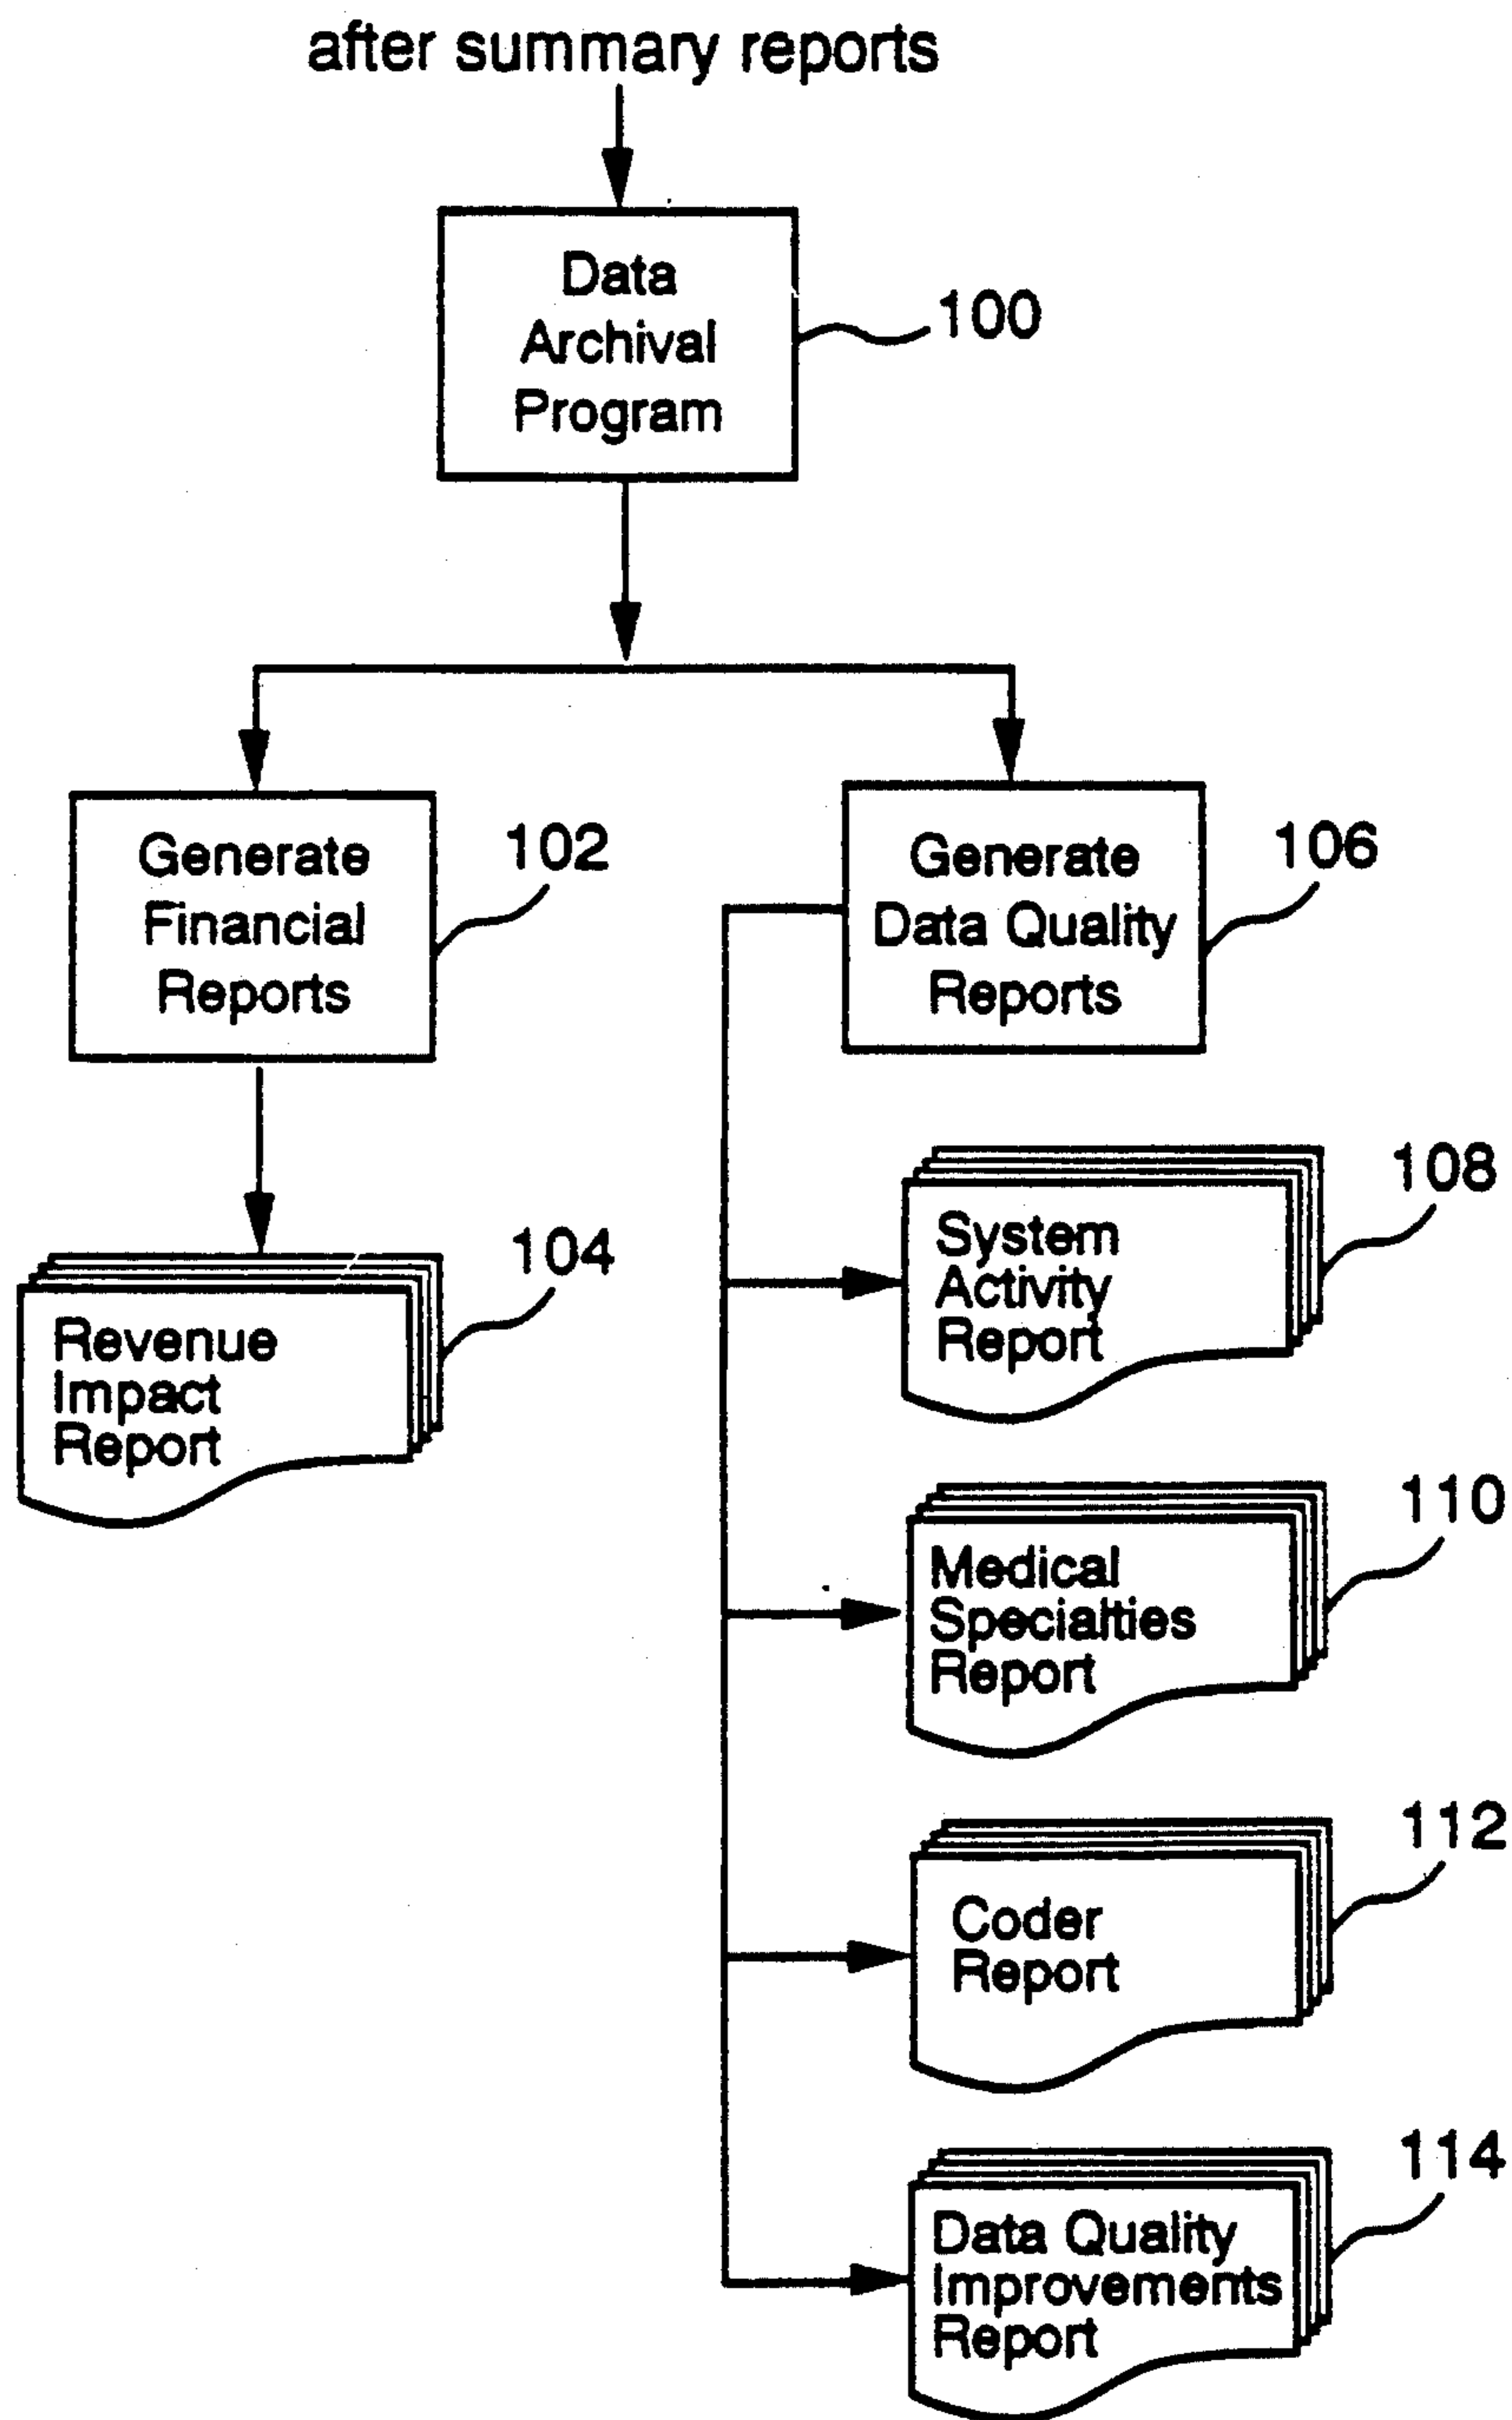 after summary reports
Data
Archival
Program
100
Generate
Financial
Reports
102
Generate
Data Quality
Reports
106
Revenue
Impact
Report
104
System
Activity
Report
108
Medical
Specialties
Report
110
Coder
Report
112
Data Quality
Improvements
Report
114